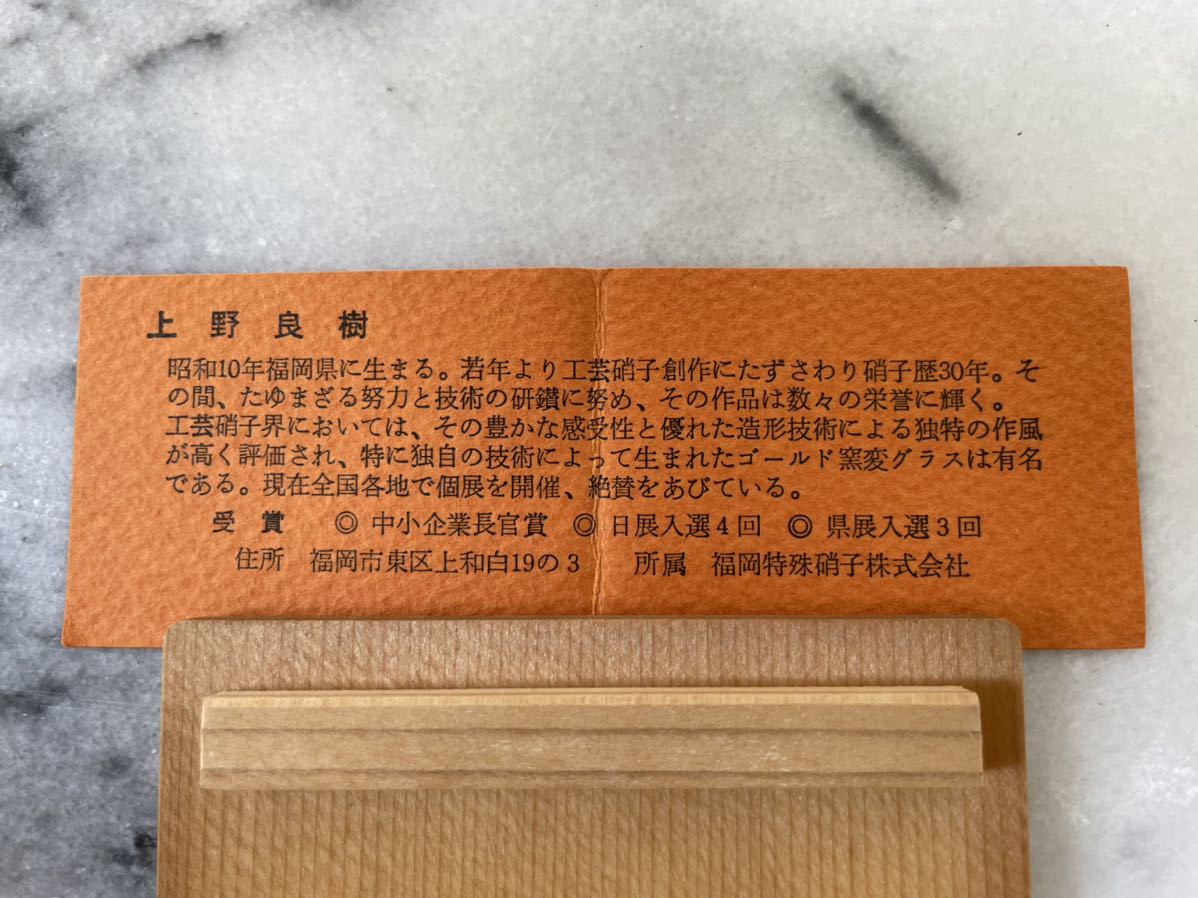 上野良樹
昭和10年福岡県に生まる。若年より工芸硝子創作にたずさわり硝子歴30年。そ
の間、たゆまざる努力と技術の研鑽に努め、その作品は数々の栄誉に輝く。
工芸硝子界においては、その豊かな感受性と優れた造形技術による独特の作風
が高く評価され、特に独自の技術によって生まれたゴールド窯変グラスは有名
である。現在全国各地で個展を開催、絶賛をあびている。
受賞 ◎ 中小企業長官賞 ◎ 日展入選4回 ◎ 県展入選3回
住所 福岡市東区上和白19の3 所属 福岡特殊硝子株式会社